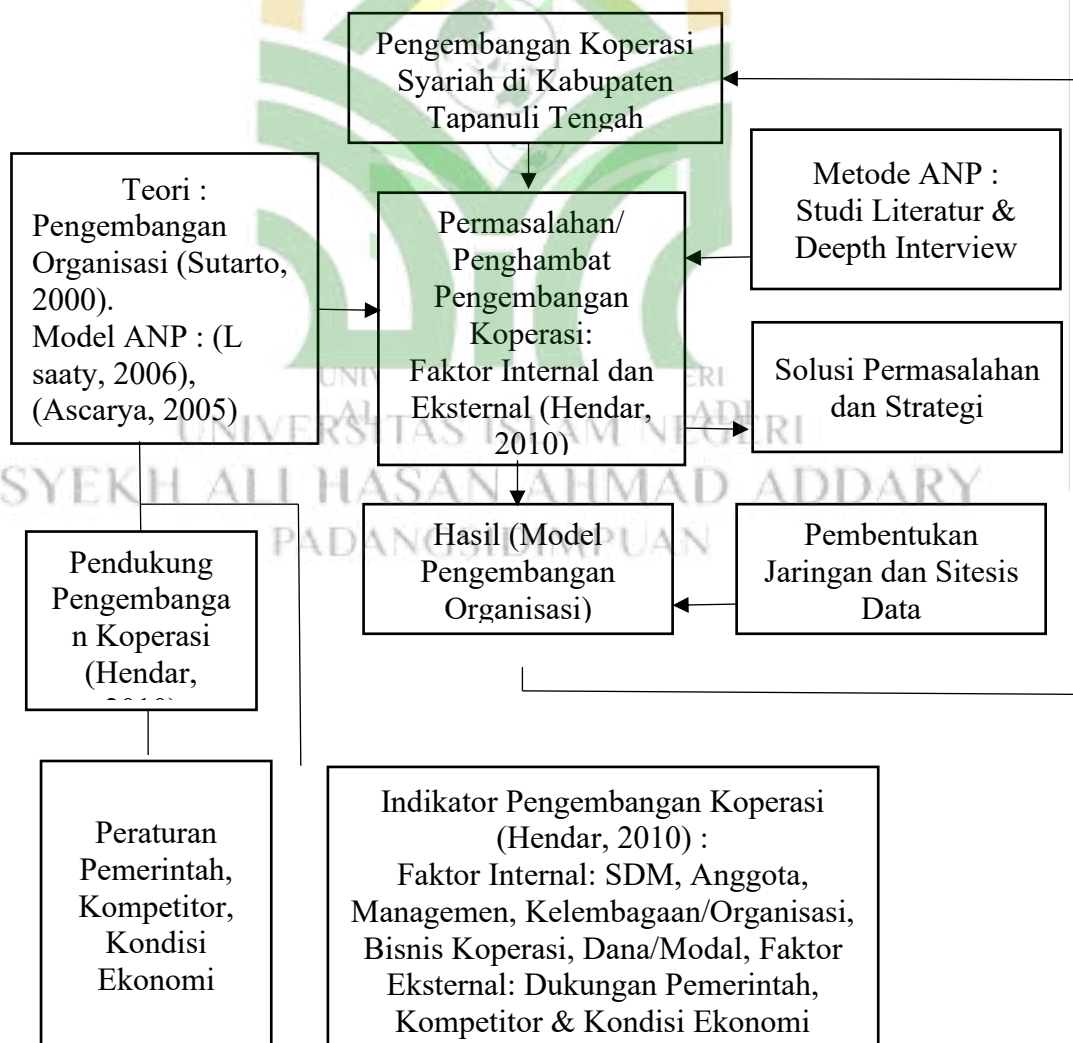 Pengembangan Koperasi
Syariah di Kabupaten
Tapanuli Tengah
Teori :
Pengembangan
Organisasi (Sutarto,
2000).
Model ANP : (L
saaty, 2006),
(Ascarya, 2005)
Permasalahan/
Penghambat
Pengembangan
Koperasi:
Faktor Internal dan
Eksternal (Hendar,
2010)
Metode ANP :
Studi Literatur &
Deepth Interview
Solusi Permasalahan
dan Strategi
UNIVERSITAS ISLAM NEGERI
SYEKH ALI HASAN AHMAD ADDARY
PADANGSIDIMPUAN
Pendukung
Pengembanga
n Koperasi
(Hendar,
Hasil (Model
Pengembangan
Organisasi)
Pembentukan
Jaringan dan Sitesis
Data
Peraturan
Pemerintah,
Kompetitor,
Kondisi
Ekonomi
Indikator Pengembangan Koperasi
(Hendar, 2010) :
Faktor Internal: SDM, Anggota,
Managemen, Kelembagaan/Organisasi,
Bisnis Koperasi, Dana/Modal, Faktor
Eksternal: Dukungan Pemerintah,
Kompetitor & Kondisi Ekonomi